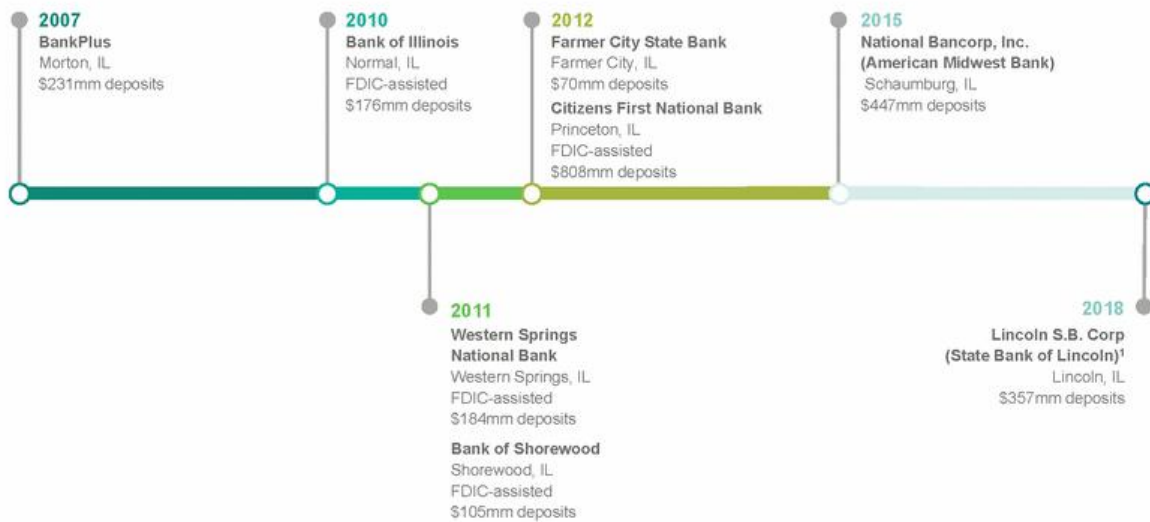 2007
BankPlus
Morton, IL
$231mm deposits
2010
Bank of Illinois
Normal, IL
FDIC-assisted
$176mm deposits
2012
Farmer City State Bank
Farmer City, IL
$70mm deposits
Citizens First National Bank
Princeton, IL
FDIC-assisted
$808mm deposits
2015
National Bancorp, Inc.
(American Midwest Bank)
Schaumburg, IL
$447mm deposits
2011
Western Springs
National Bank
Western Springs, IL
FDIC-assisted
$184mm deposits
Bank of Shorewood
Shorewood, IL
FDIC-assisted
$105mm deposits
2018
Lincoln S.B. Corp
(State Bank of Lincoln)¹
Lincoln, IL
$357mm deposits